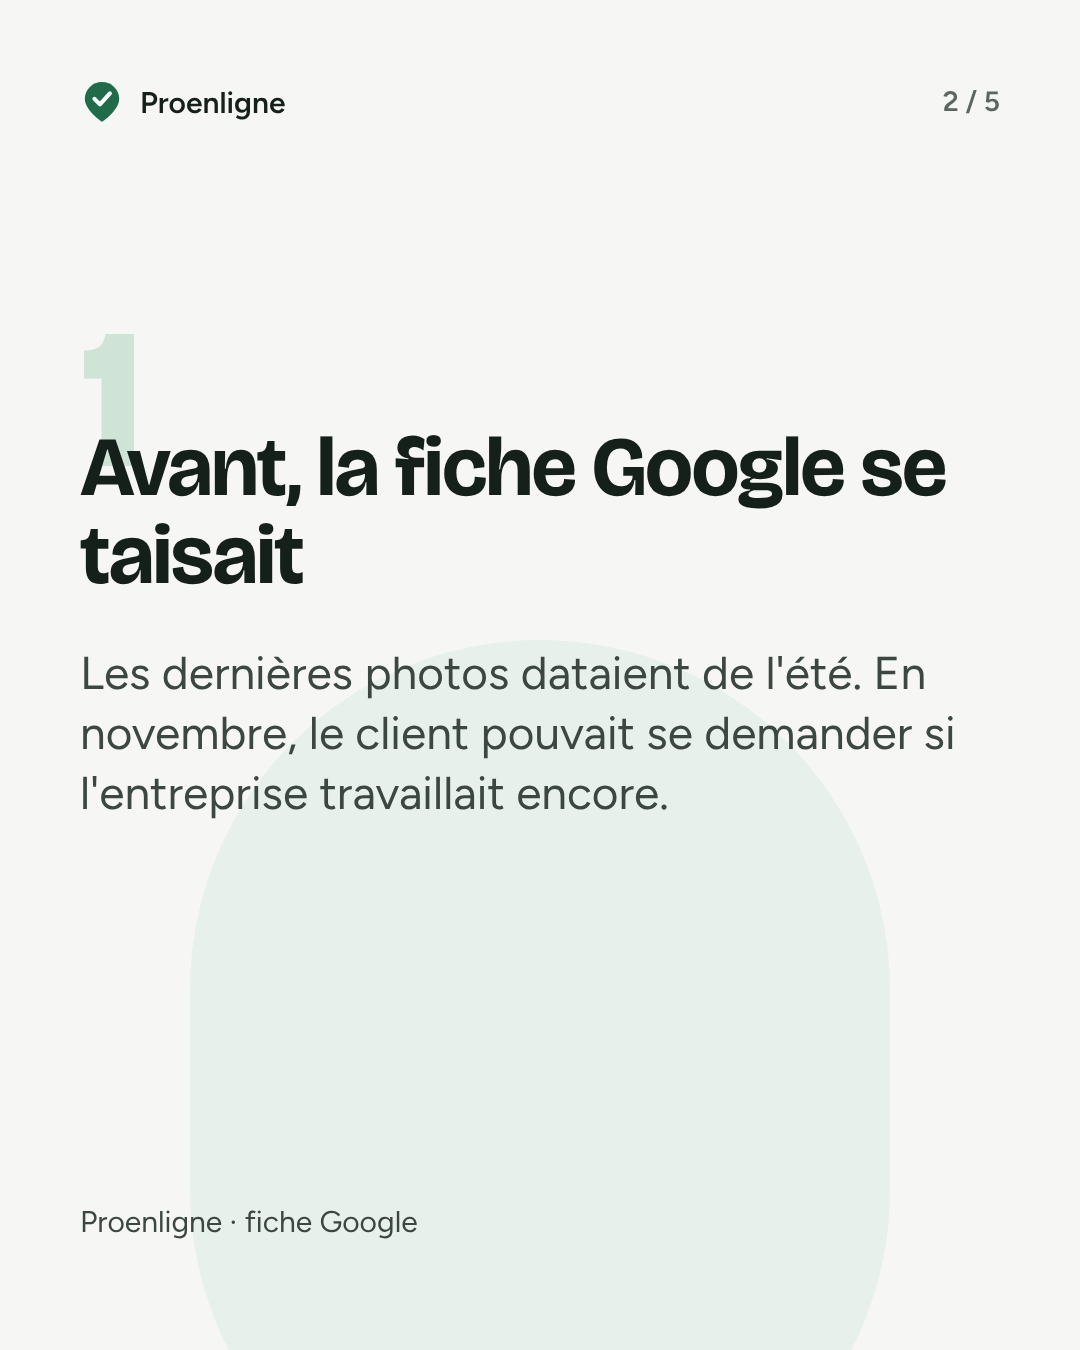 Proenligne
2 / 5
1
Avant, la fiche Google se
taisait
Les dernières photos dataient de l'été. En
novembre, le client pouvait se demander si
l'entreprise travaillait encore.
Proenligne · fiche Google